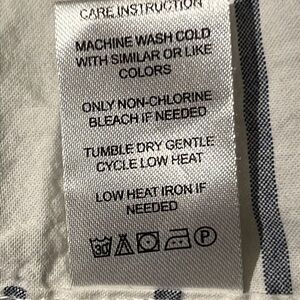 CARE INSTRUCTION
MACHINE WASH COLD
WITH SIMILAR OR LIKE
COLORS
ONLY NON-CHLORINE
BLEACH IF NEEDED
TUMBLE DRY GENTLE
CYCLE LOW HEAT
LOW HEAT IRON IF
NEEDED
30 P